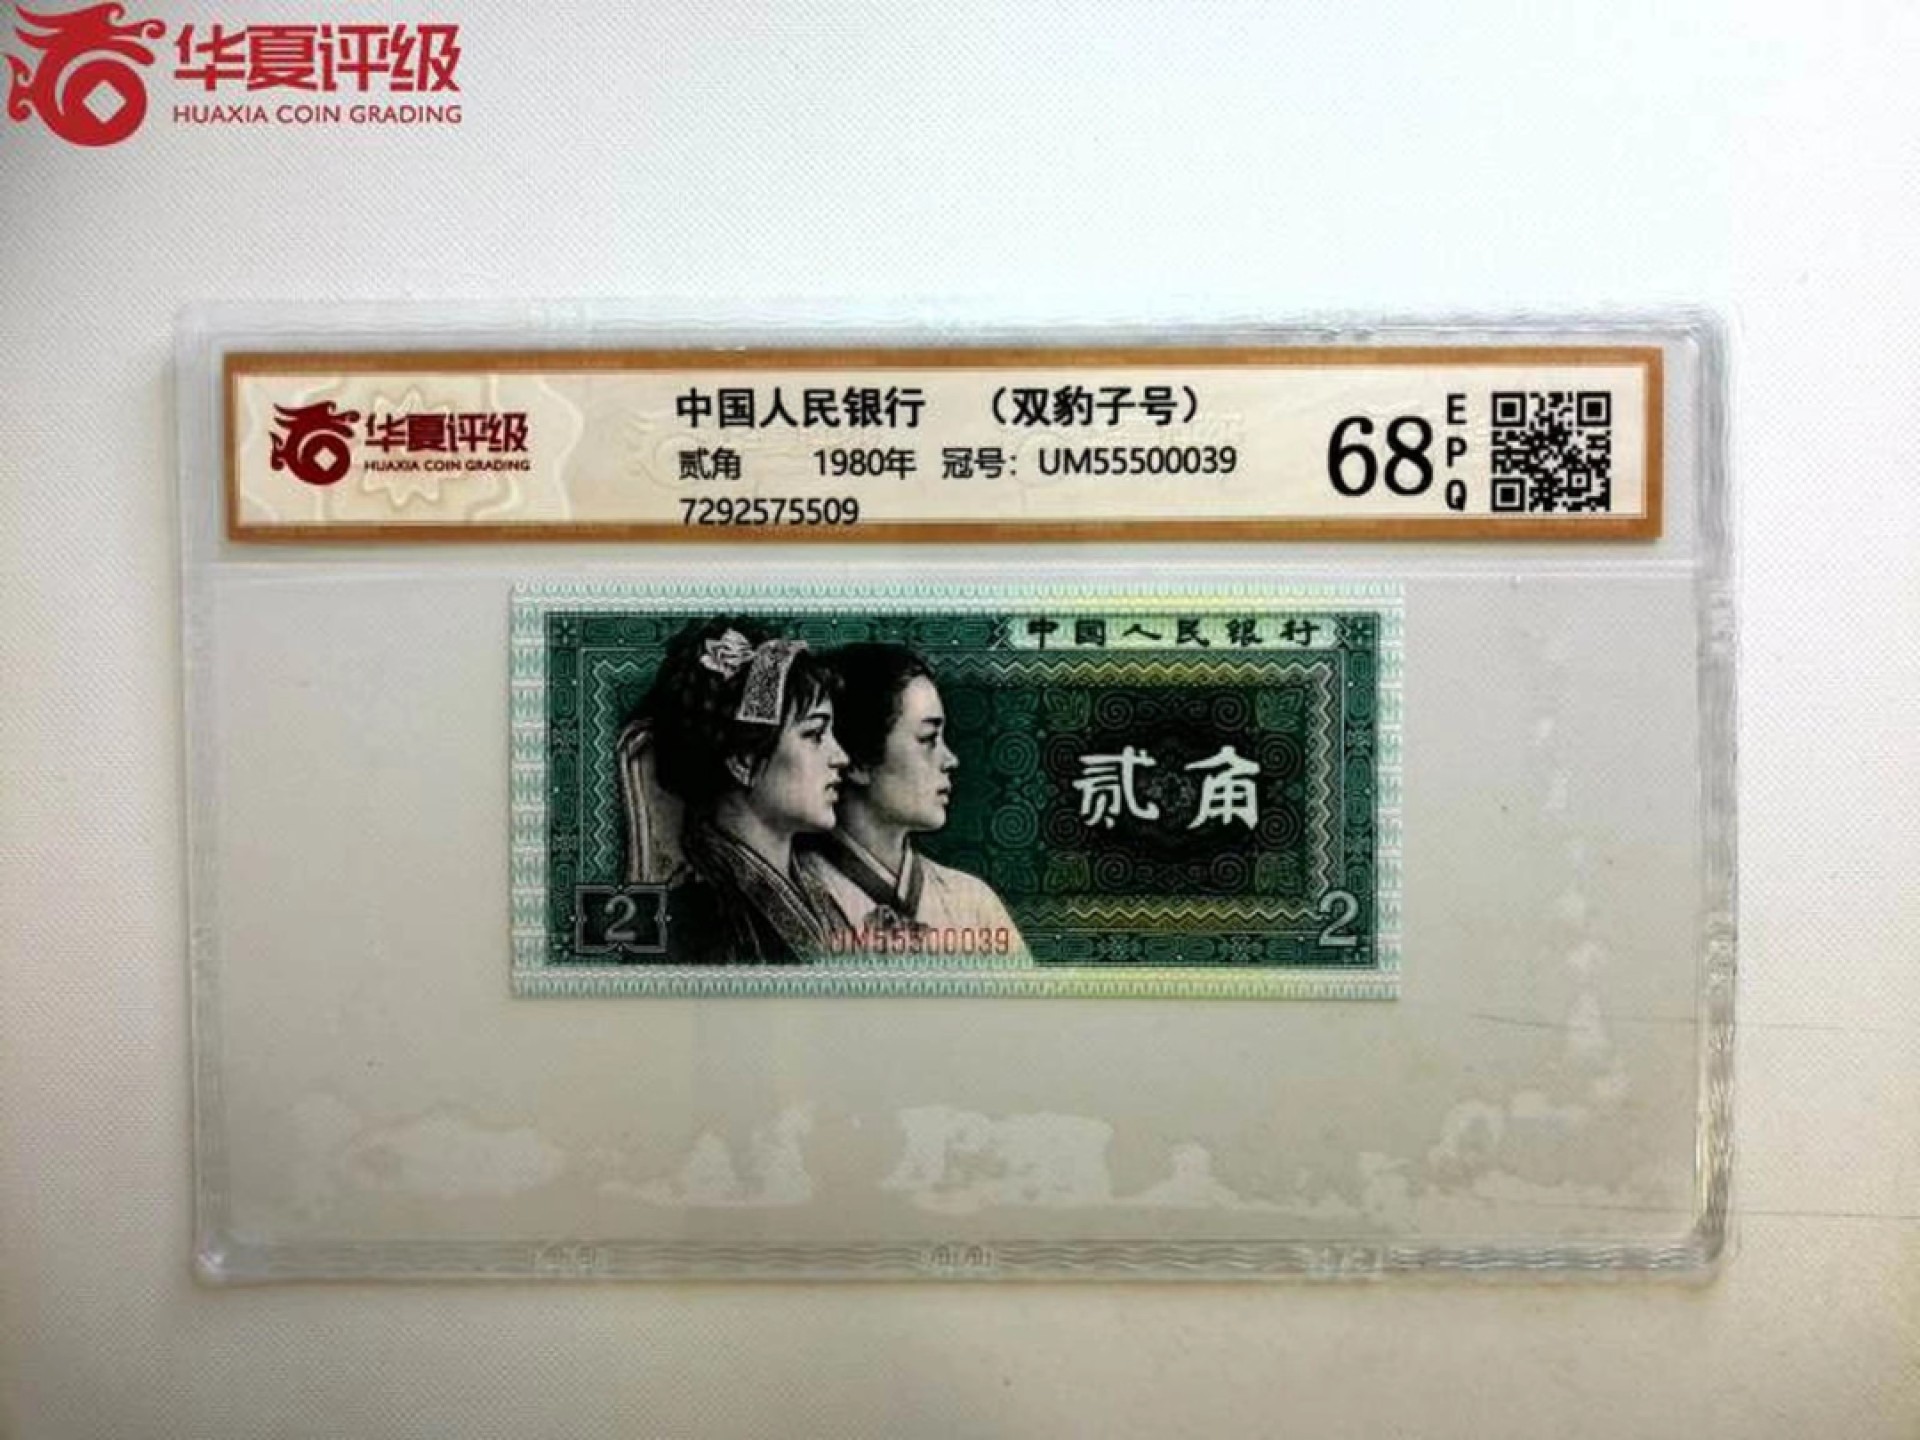 华夏评级
HUAXIA COIN GRADING
华夏评级
HUAXIA COIN GRADING
中国人民银行 （双豹子号）
贰角 1980年 冠号：UM55500039
7292575509
68
EPQ
中国人民银行
贰角
2
UM55500039
2